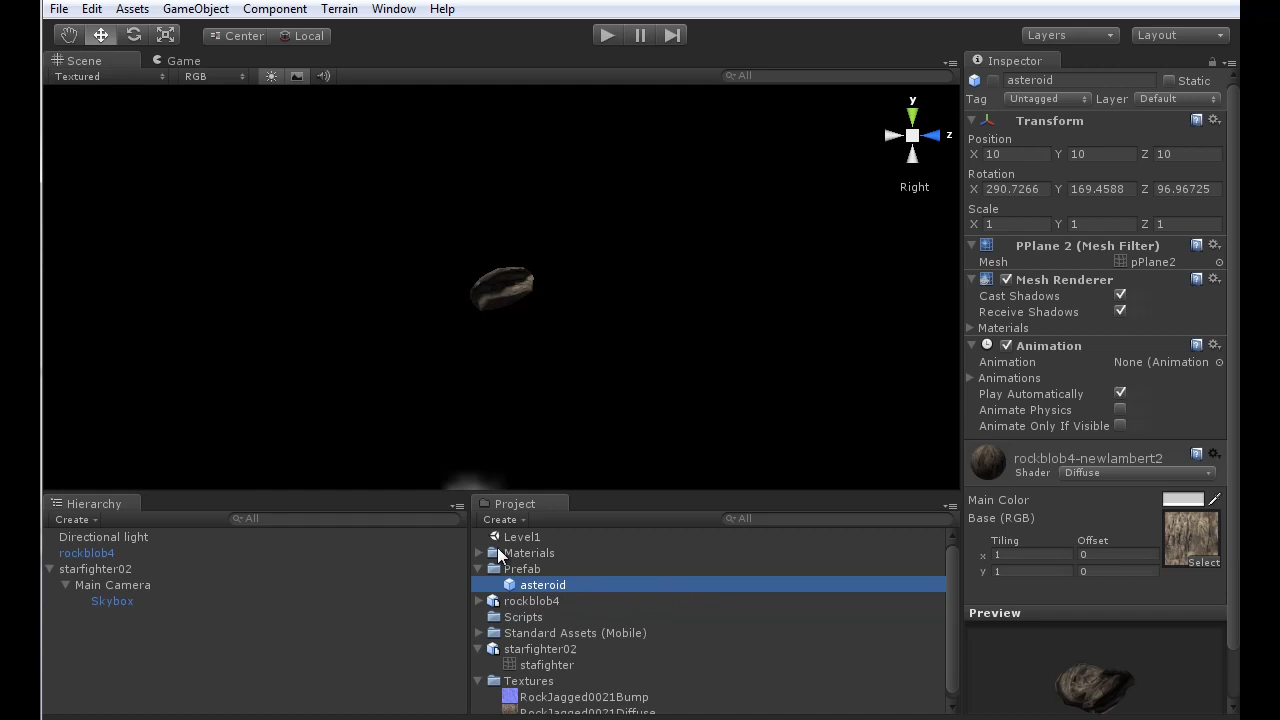 File Edit Assets GameObject Component Terrain Window Help
Center Local Layers Layout
Scene Game
Textured RGB All
y
z
Right
Inspector
asteroid Static
Tag Untagged Layer Default
Transform
Position
X 10 Y 10 Z 10
Rotation
X 290.7266 Y 169.4588 Z 96.96725
Scale
X 1 Y 1 Z 1
PPlane 2 (Mesh Filter)
Mesh pPlane2
Mesh Renderer
Cast Shadows
Receive Shadows
Materials
Animation
Animation None (Animation
Animations
Play Automatically
Animate Physics
Animate Only If Visible
rockblob4-newlambert2
Shader Diffuse
Main Color
Base (RGB)
Tiling Offset
x 1 0
y 1 0
Select
Preview
Hierarchy
Create All
Directional light
rockblob4
starfighter02
Main Camera
Skybox
Project
Create All
Level1
Materials
Prefab
asteroid
rockblob4
Scripts
Standard Assets (Mobile)
starfighter02
stafighter
Textures
RockJagged0021Bump
RockJagged0021Diffuse